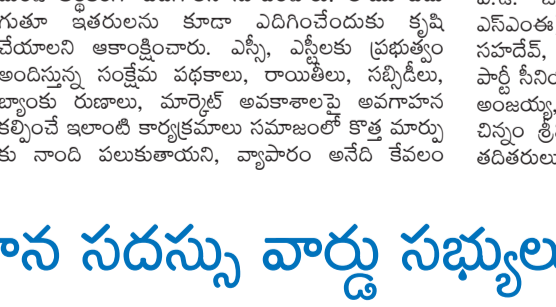 గుతూ ఇతరులను కూడా ఎదిగించేందుకు కృషి
చేయాలని ఆకాంక్షించారు. ఎస్సీ, ఎస్టీలకు ప్రభుత్వం
అందిస్తున్న సంక్షేమ పథకాలు, రాయితీలు, సబ్సిడీలు,
బ్యాంకు రుణాలు, మార్కెట్ అవకాశాలపై అవగాహన
కల్పించే ఇలాంటి కార్యక్రమాలు సమాజంలో కొత్త మార్పు
కు నాంది పలుకుతాయని, వ్యాపారం అనేది కేవలం
ఎస్ఎంఈ
సహదేవ్,
పార్టీ
అంజయ్య,
చిన్నం
తదితరులు
సదస్సు వార్డు సభ్యులు